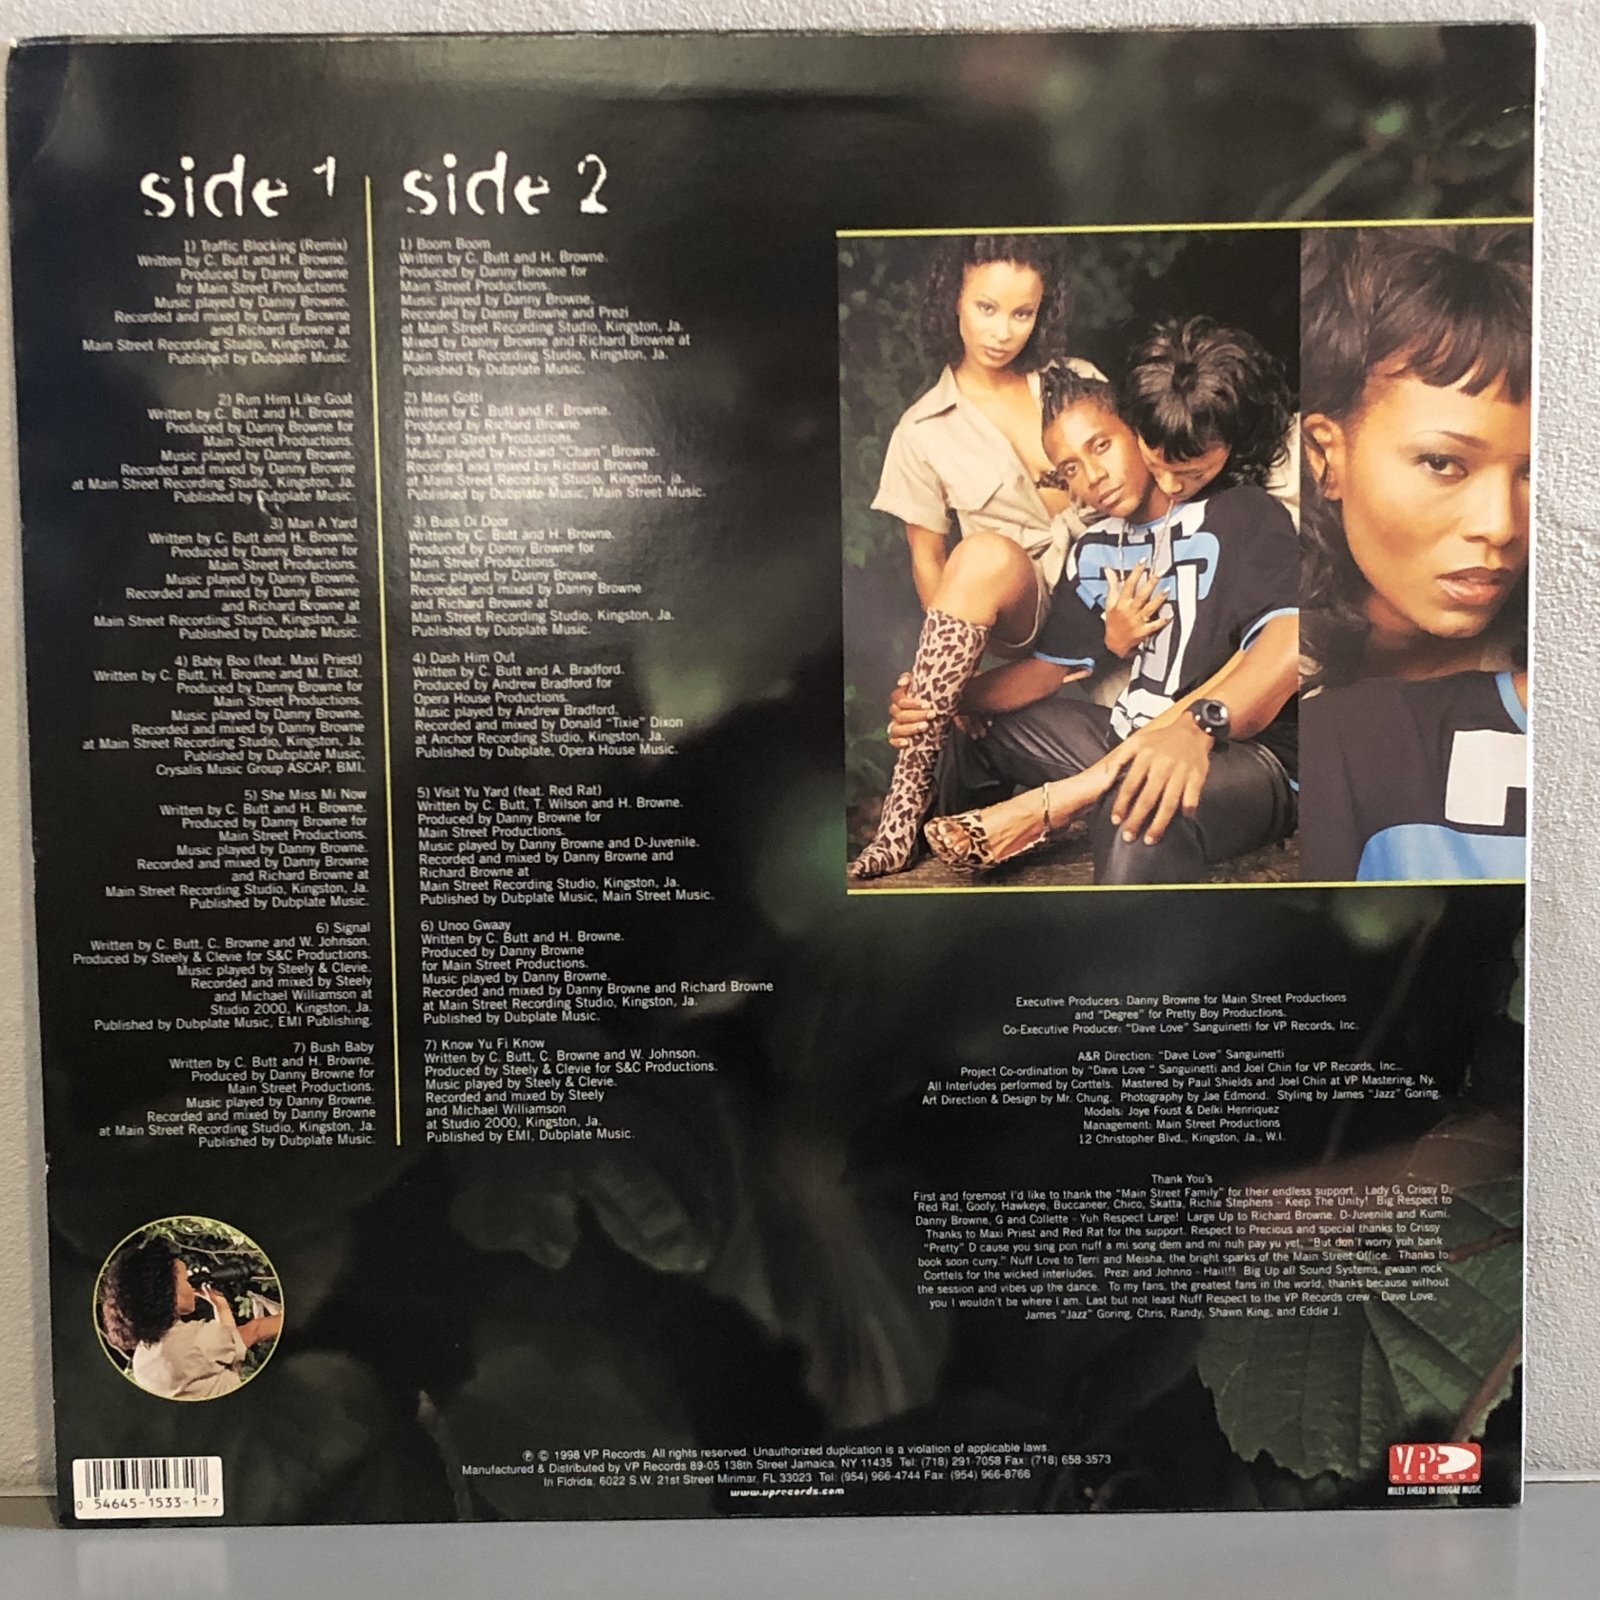 side 1
1) Traffic Blocking (Remix)
Written by C. Butt and H. Browne.
Produced by Danny Browne
for Main Street Productions.
Music played by Danny Browne.
Recorded and mixed by Danny Browne
and Richard Browne at
Main Street Recording Studio, Kingston, Ja.
Published by Dubplate Music.
2) Run Him Like Goat
Written by C. Butt and H. Browne
Produced by Danny Browne for
Main Street Productions.
Music played by Danny Browne.
Recorded and mixed by Danny Browne
at Main Street Recording Studio, Kingston, Ja.
Published by Dubplate Music.
3) Man A Yard
Written by C. Butt and H. Browne.
Produced by Danny Browne for
Main Street Productions.
Music played by Danny Browne.
Recorded and mixed by Danny Browne
and Richard Browne at
Main Street Recording Studio, Kingston, Ja.
Published by Dubplate Music.
4) Baby Boo (feat. Maxi Priest)
Written by C. Butt, H. Browne and M. Elliot.
Produced by Danny Browne for
Main Street Productions.
Music played by Danny Browne.
Recorded and mixed by Danny Browne
at Main Street Recording Studio, Kingston, Ja.
Published by Dubplate Music,
Crysalis Music Group ASCAP, BMI.
5) She Miss Mi Now
Written by C. Butt and H. Browne.
Produced by Danny Browne for
Main Street Productions.
Music played by Danny Browne.
Recorded and mixed by Danny Browne
and Richard Browne at
Main Street Recording Studio, Kingston, Ja.
Published by Dubplate Music.
6) Signal
Written by C. Butt, C. Browne and W. Johnson.
Produced by Steely & Clevie for S&C Productions.
Music played by Steely & Clevie.
Recorded and mixed by Steely
and Michael Williamson at
Studio 2000, Kingston, Ja.
Published by Dubplate Music, EMI Publishing.
7) Bush Baby
Written by C. Butt and H. Browne.
Produced by Danny Browne for
Main Street Productions.
Music played by Danny Browne.
Recorded and mixed by Danny Browne
at Main Street Recording Studio, Kingston, Ja.
Published by Dubplate Music.
side 2
1) Boom Boom
Written by C. Butt and H. Browne.
Produced by Danny Browne for
Main Street Productions.
Music played by Danny Browne.
Recorded by Danny Browne and Prezi
at Main Street Recording Studio, Kingston, Ja.
Mixed by Danny Browne and Richard Browne at
Main Street Recording Studio, Kingston, Ja.
Published by Dubplate Music.
2) Miss Gotti
Written by C. Butt and R. Browne.
Produced by Richard Browne
for Main Street Productions.
Music played by Richard "Cham" Browne.
Recorded and mixed by Richard Browne
at Main Street Recording Studio, Kingston, ja.
Published by Dubplate Music, Main Street Music.
3) Buss Di Door
Written by C. Butt and H. Browne.
Produced by Danny Browne for
Main Street Productions.
Music played by Danny Browne.
Recorded and mixed by Danny Browne
and Richard Browne at
Main Street Recording Studio, Kingston, Ja.
Published by Dubplate Music.
4) Dash Him Out
Written by C. Butt and A. Bradford.
Produced by Andrew Bradford for
Opera House Productions.
Music played by Andrew Bradford.
Recorded and mixed by Donald "Tixie" Dixon
at Anchor Recording Studio, Kingston, Ja.
Published by Dubplate, Opera House Music.
5) Visit Yu Yard (feat. Red Rat)
Written by C. Butt, T. Wilson and H. Browne.
Produced by Danny Browne for
Main Street Productions.
Music played by Danny Browne and D-Juvenile.
Recorded and mixed by Danny Browne and
Richard Browne at
Main Street Recording Studio, Kingston, Ja.
Published by Dubplate Music, Main Street Music.
6) Unoo Gwaay
Written by C. Butt and H. Browne.
Produced by Danny Browne
for Main Street Productions.
Music played by Danny Browne.
Recorded and mixed by Danny Browne and Richard Browne
at Main Street Recording Studio, Kingston, Ja.
Published by Dubplate Music.
7) Know Yu Fi Know
Written by C. Butt, C. Browne and W. Johnson.
Produced by Steely & Clevie for S&C Productions.
Music played by Steely & Clevie.
Recorded and mixed by Steely
and Michael Williamson
at Studio 2000, Kingston, Ja.
Published by EMI, Dubplate Music.
Executive Producers: Danny Browne for Main Street Productions
and "Degree" for Pretty Boy Productions.
Co-Executive Producer: "Dave Love" Sanguinetti for VP Records, Inc.
A&R Direction: "Dave Love" Sanguinetti
Project Co-ordination by "Dave Love " Sanguinetti and Joel Chin for VP Records, Inc..
All Interludes performed by Corttels. Mastered by Paul Shields and Joel Chin at VP Mastering, Ny.
Art Direction & Design by Mr. Chung. Photography by Jae Edmond. Styling by James "Jazz" Goring.
Models: Joye Foust & Delki Henriquez
Management: Main Street Productions
12 Christopher Blvd., Kingston, Ja., W.I.
Thank You's
First and foremost I'd like to thank the "Main Street Family" for their endless support. Lady G, Crissy D,
Red Rat, Goofy, Hawkeye, Buccaneer, Chico, Skatta, Richie Stephens - Keep The Unity! Big Respect to
Danny Browne, G and Collette - Yuh Respect Large! Large Up to Richard Browne, D-Juvenile and Kumi.
Thanks to Maxi Priest and Red Rat for the support. Respect to Precious and special thanks to Crissy
"Pretty" D cause you sing pon nuff a mi song dem and mi nuh pay yu yet, "But don't worry yuh bank
book soon curry." Nuff Love to Terri and Meisha, the bright sparks of the Main Street Office. Thanks to
Corttels for the wicked interludes. Prezi and Johnno - Hail!!! Big Up all Sound Systems, gwaan rock
the session and vibes up the dance. To my fans, the greatest fans in the world, thanks because without
you I wouldn't be where I am. Last but not least Nuff Respect to the VP Records crew - Dave Love,
James "Jazz" Goring, Chris, Randy, Shawn King, and Eddie J.
℗ © 1998 VP Records. All rights reserved. Unauthorized duplication is a violation of applicable laws.
Manufactured & Distributed by VP Records 89-05 138th Street Jamaica, NY 11435 Tel: (718) 291-7058 Fax: (718) 658-3573
In Florida, 6022 S.W. 21st Street Mirimar, FL 33023 Tel: (954) 966-4744 Fax: (954) 966-8766
www.vprecords.com
0 54645-1533-1-7
VP
RECORDS
MILES AHEAD IN REGGAE MUSIC